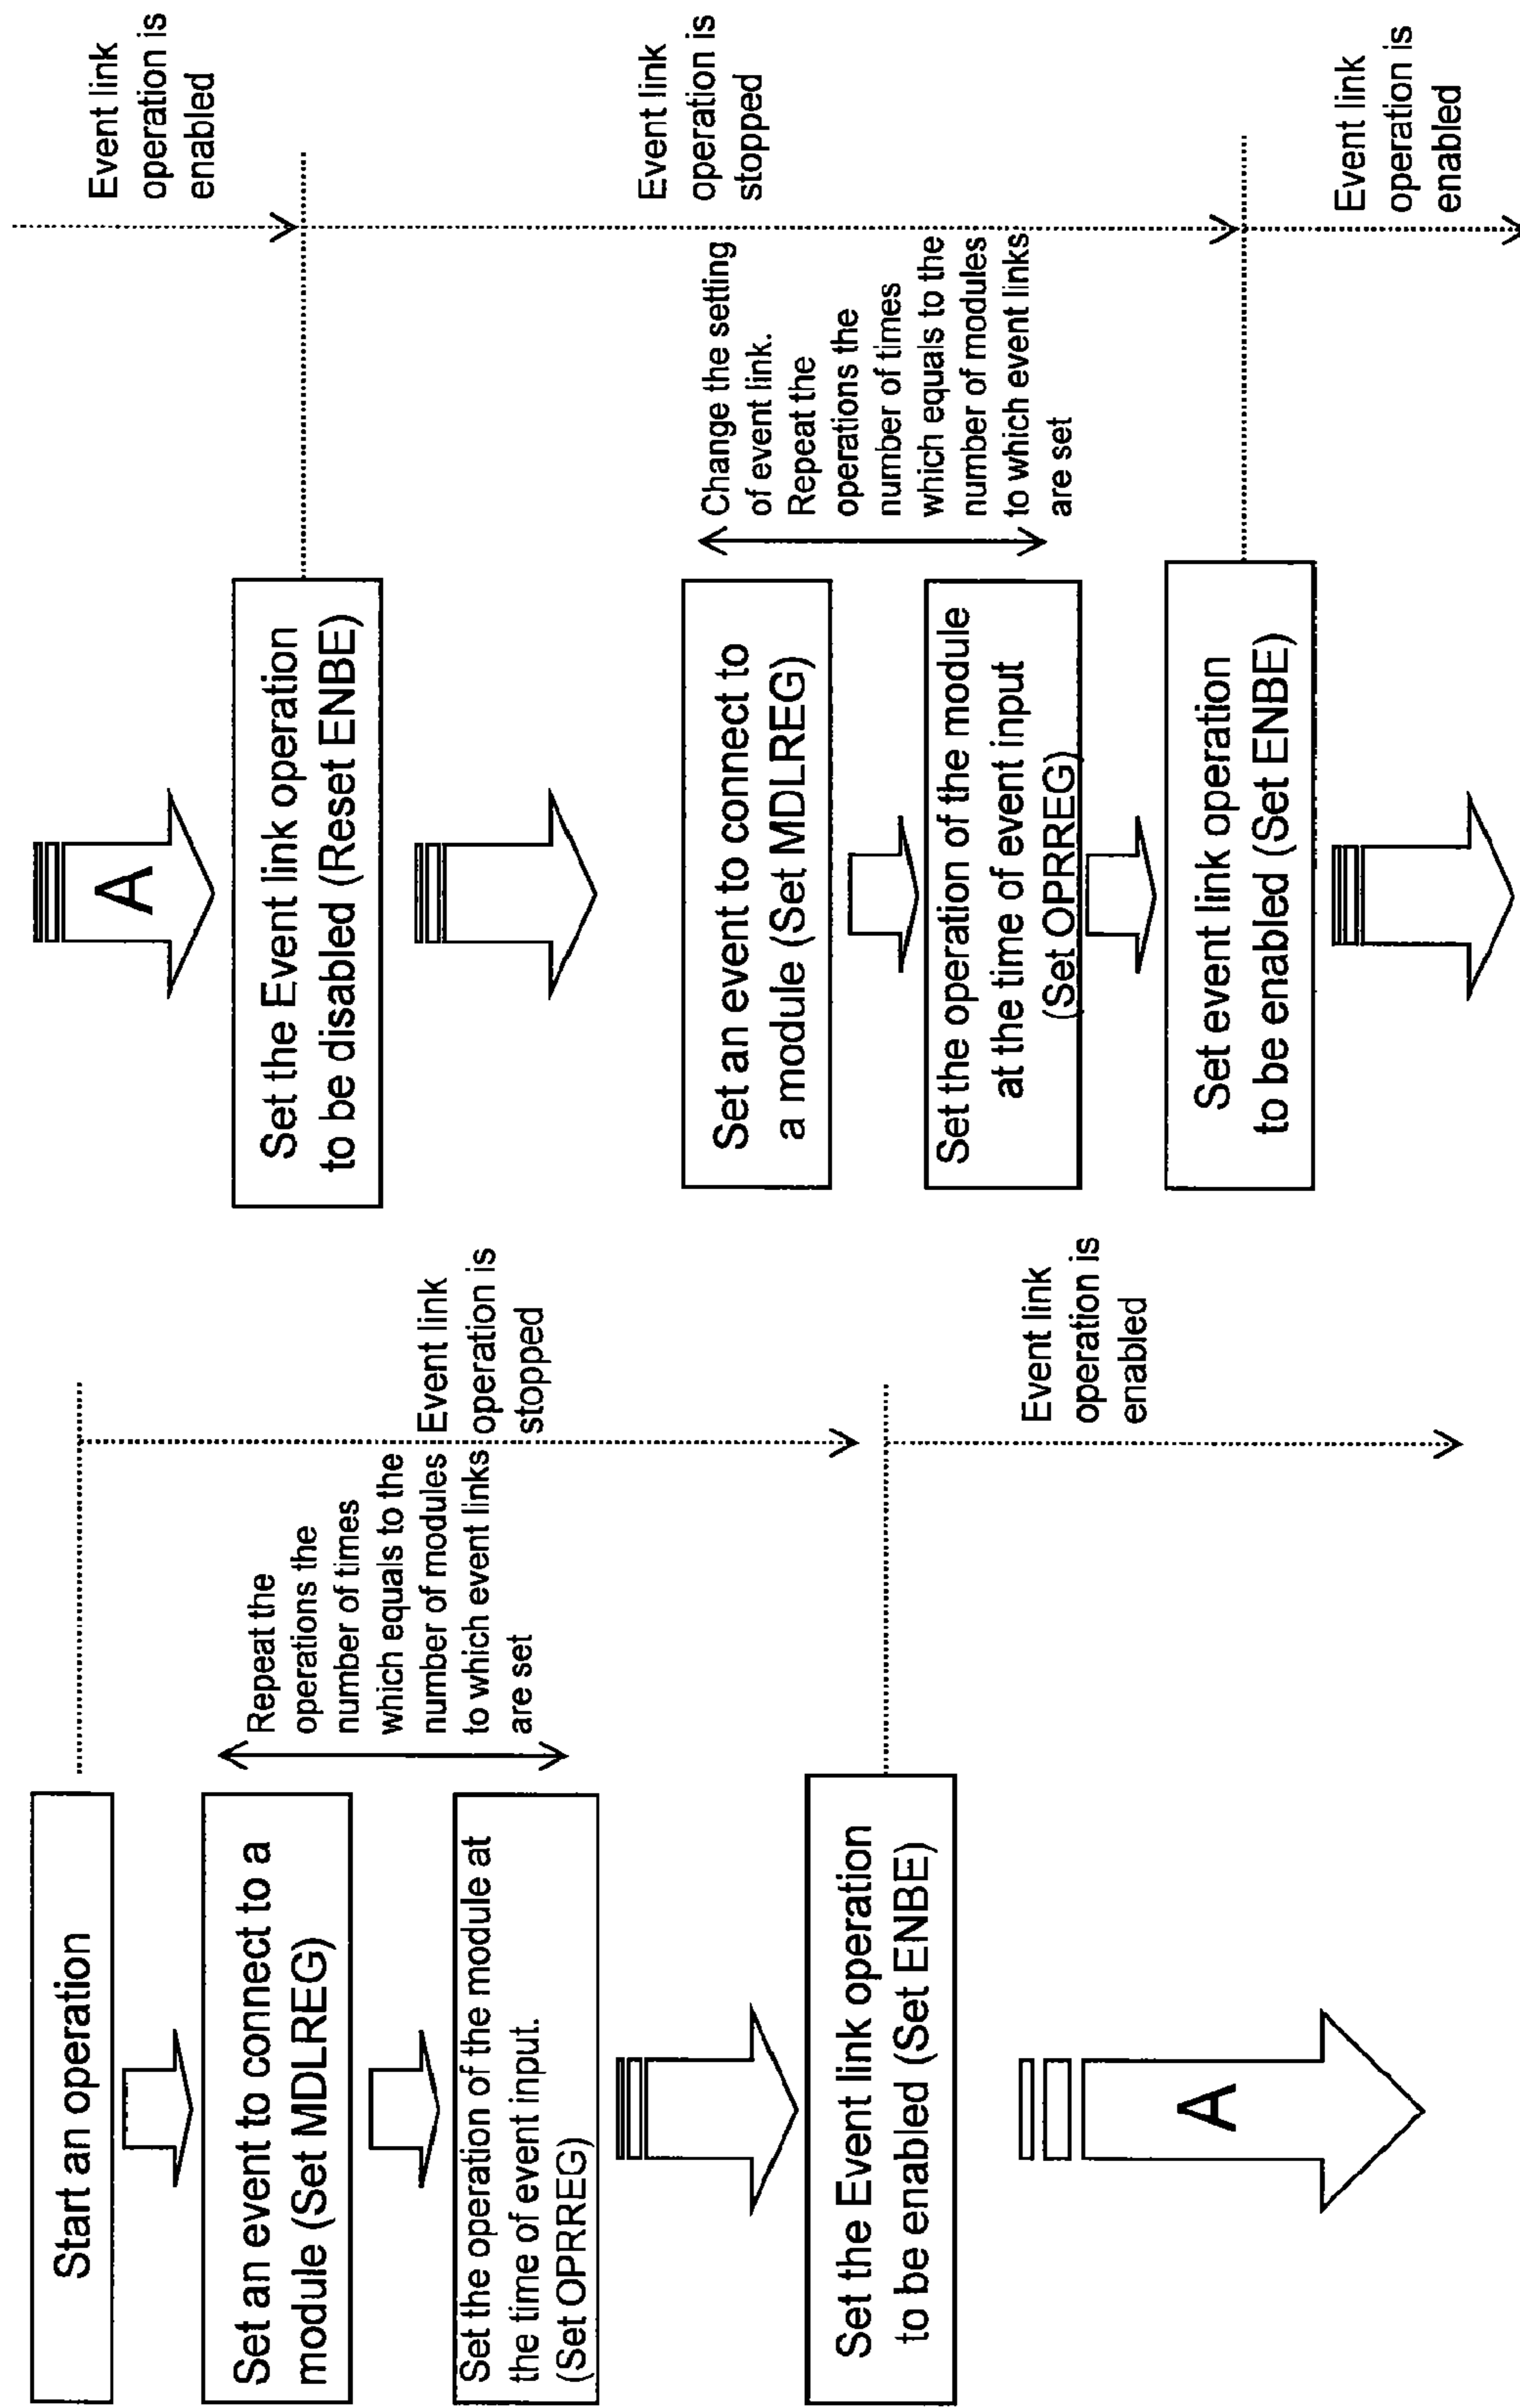 Start an operation
Set an event to connect to a
module (Set MDLREG)
Set the operation of the module at
the time of event input.
(Set OPRREG)
Repeat the
operations the
number of times
which equals to the
number of modules
to which event links
are set
Event link
operation is
stopped
Set the Event link operation
to be enabled (Set ENBE)
Event link
operation is
enabled
A
A
Event link
operation is
enabled
Set the Event link operation
to be disabled (Reset ENBE)
Event link
operation is
stopped
Set an event to connect to
a module (Set MDLREG)
Set the operation of the module
at the time of event input
(Set OPRREG)
Change the setting
of event link.
Repeat the
operations the
number of times
which equals to the
number of modules
to which event links
are set
Set event link operation
to be enabled (Set ENBE)
Event link
operation is
enabled